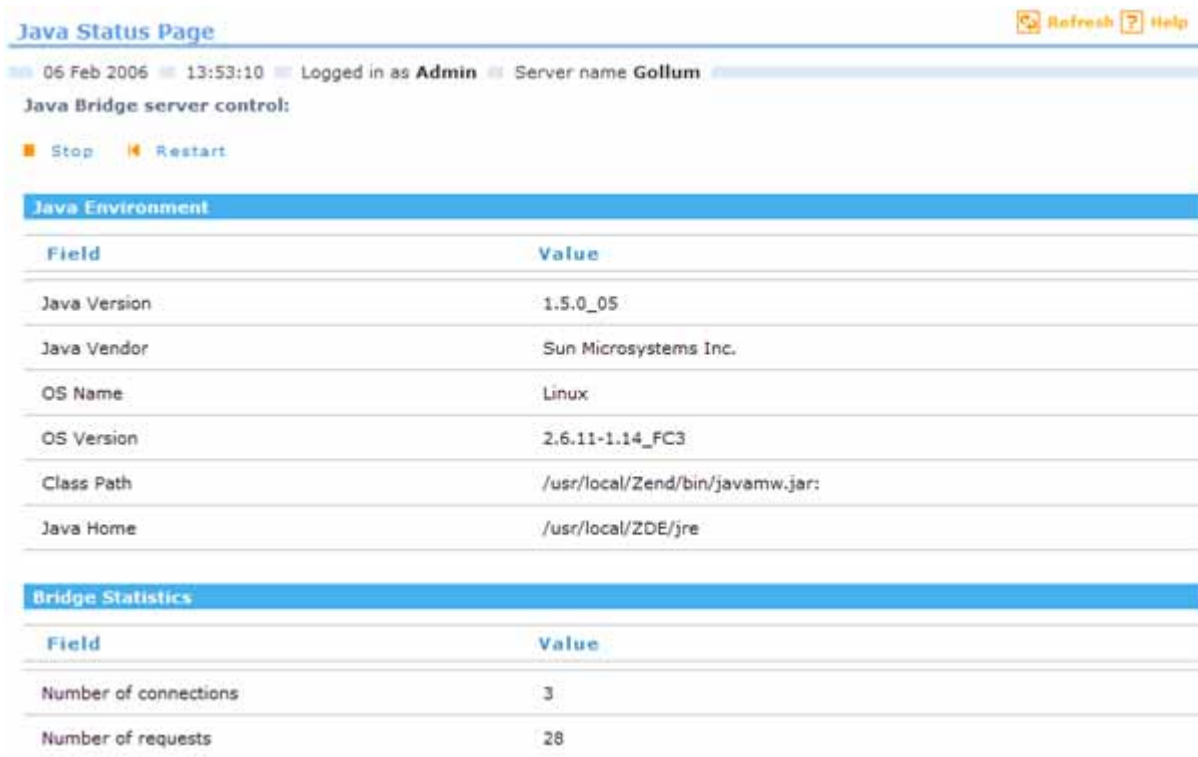 Java Status Page Refresh ? Help
06 Feb 2006 13:53:10 Logged in as Admin Server name Gollum
Java Bridge server control:
Stop Restart
Java Environment
Field Value
Java Version 1.5.0_05
Java Vendor Sun Microsystems Inc.
OS Name Linux
OS Version 2.6.11-1.14_FC3
Class Path /usr/local/Zend/bin/javamw.jar:
Java Home /usr/local/ZDE/jre
Bridge Statistics
Field Value
Number of connections 3
Number of requests 28